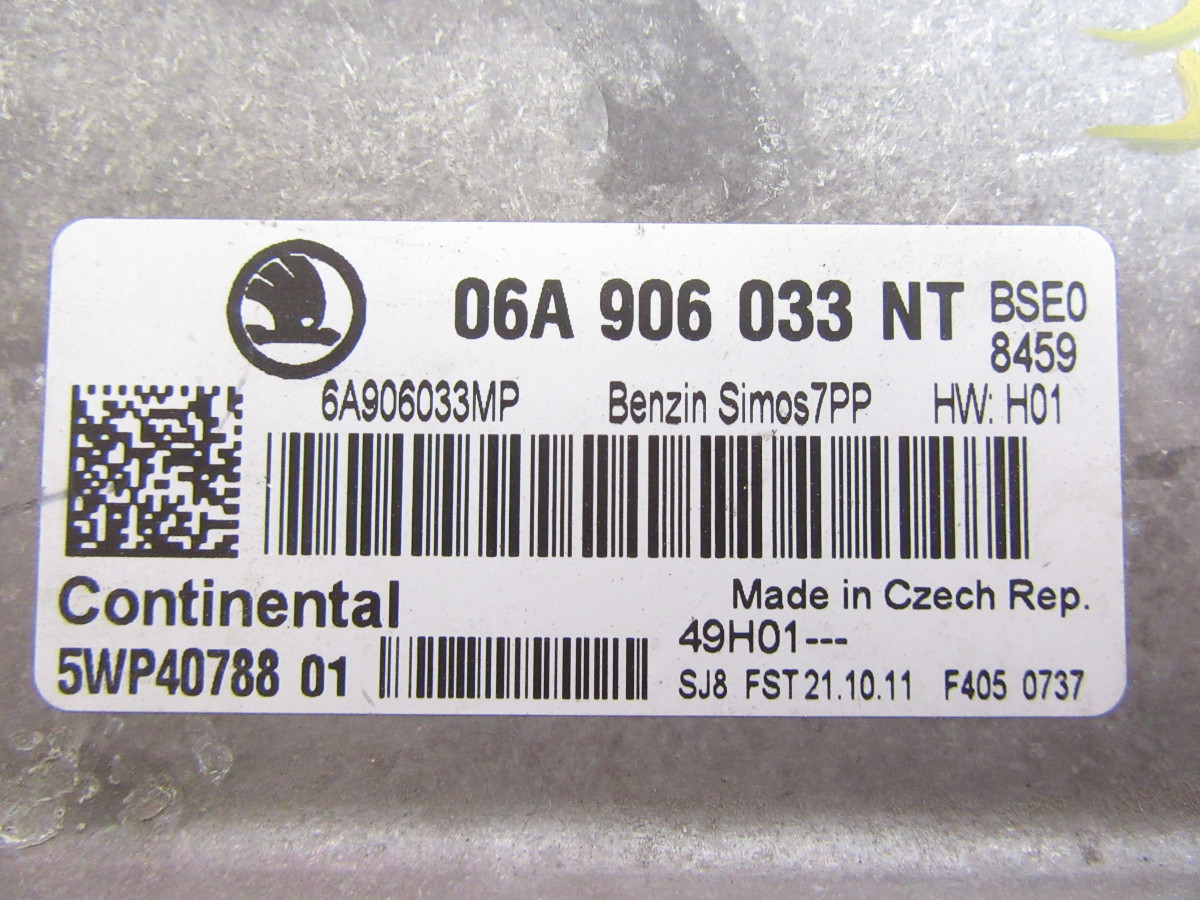 06A 906 033 NT BSE0
8459
6A906033MP Benzin Simos7PP HW: H01
Continental Made in Czech Rep.
49H01---
5WP40788 01 SJ8 FST 21.10.11 F405 0737